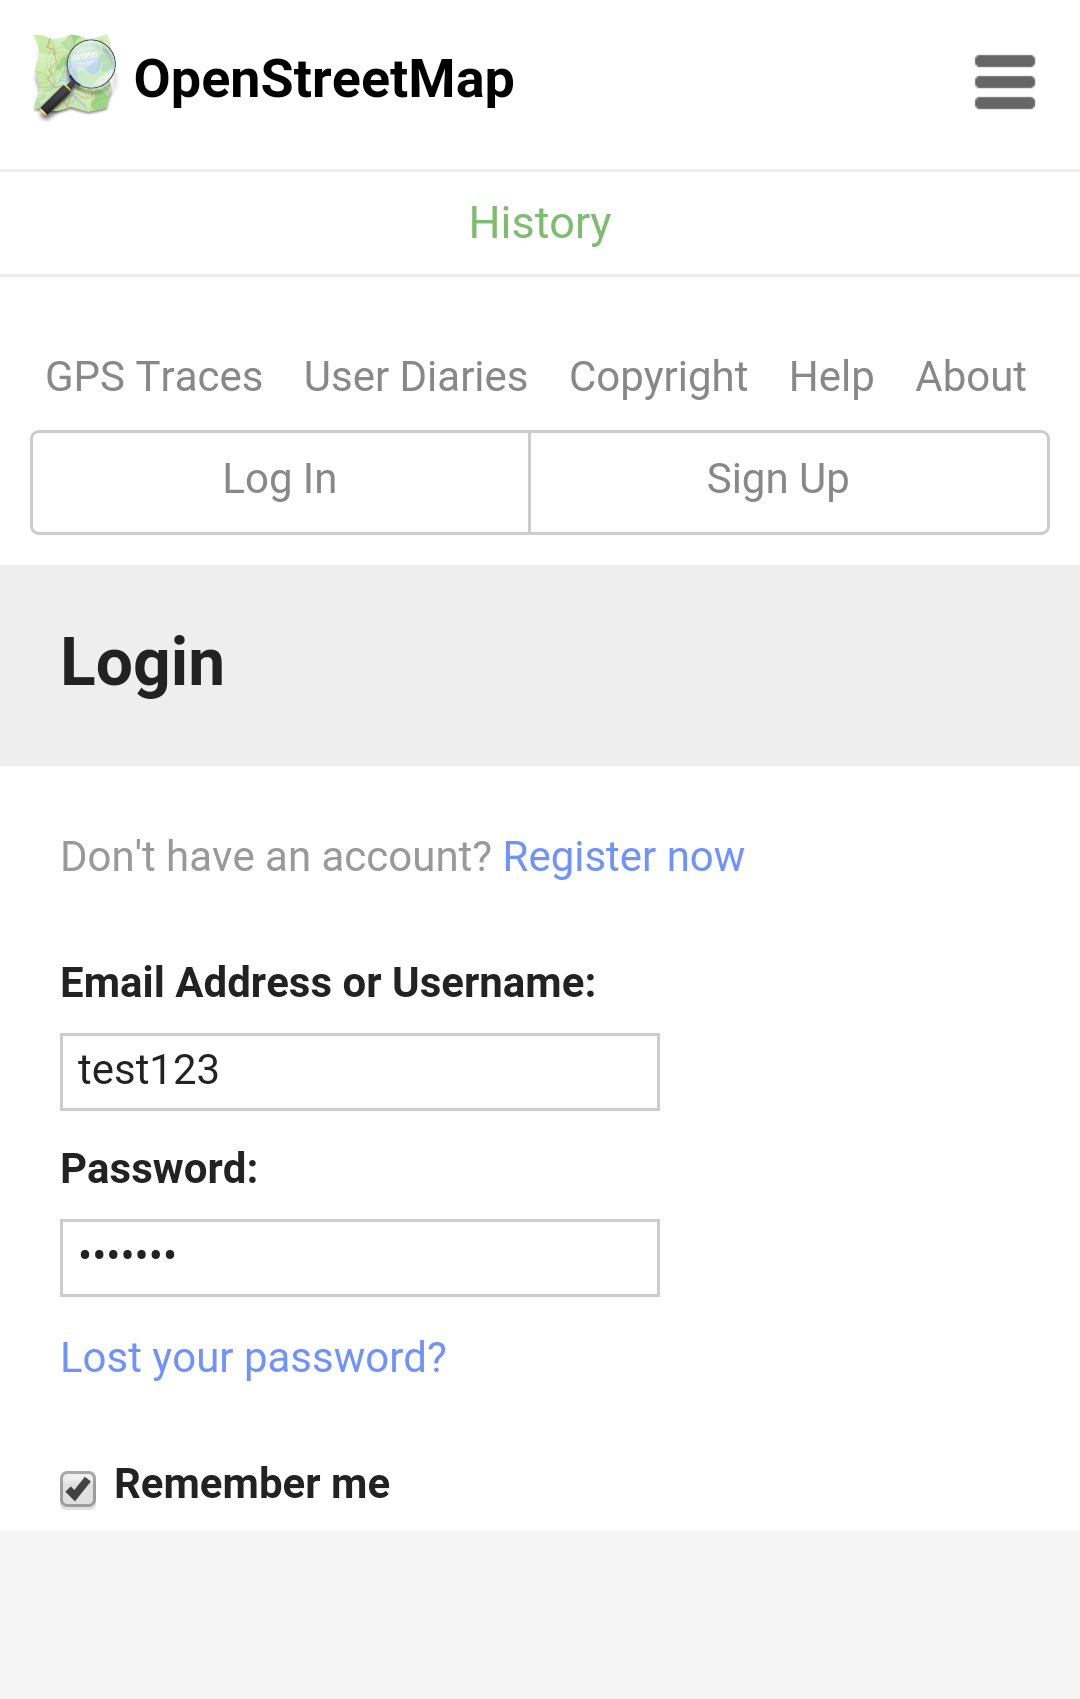 OpenStreetMap
History
GPS Traces User Diaries Copyright Help About
Log In Sign Up
Login
Don't have an account? Register now
Email Address or Username:
test123
Password:
•••••••
Lost your password?
Remember me